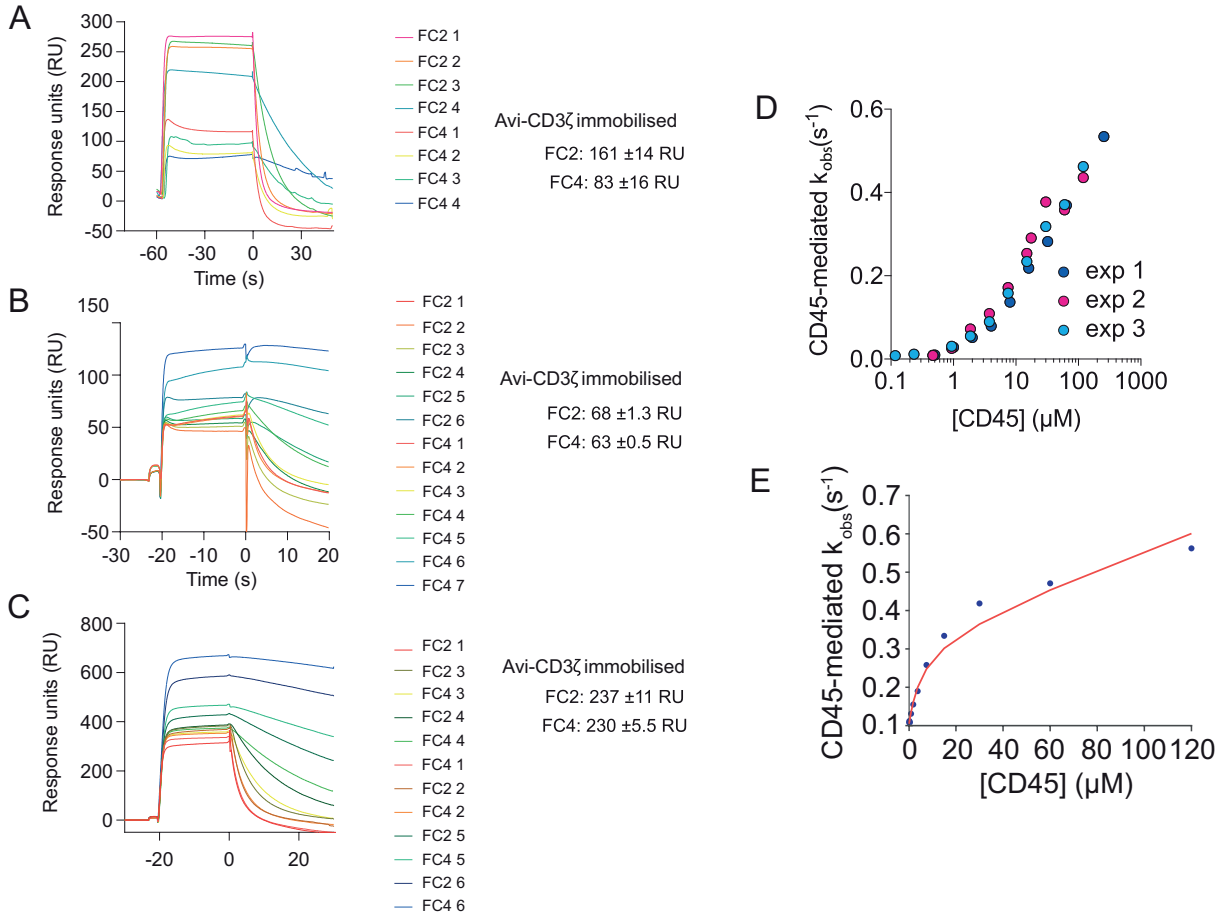 A
Response units (RU)
300
250
200
150
100
50
0
-50
-60
-30
0
30
Time (s)
FC2 1
FC2 2
FC2 3
FC2 4
FC4 1
FC4 2
FC4 3
FC4 4
Avi-CD3ζ immobilised
FC2: 161 ±14 RU
FC4: 83 ±16 RU
B
Response units (RU)
150
100
50
0
-50
-30
-20
-10
0
10
20
Time (s)
FC2 1
FC2 2
FC2 3
FC2 4
FC2 5
FC2 6
FC4 1
FC4 2
FC4 3
FC4 4
FC4 5
FC4 6
FC4 7
Avi-CD3ζ immobilised
FC2: 68 ±1.3 RU
FC4: 63 ±0.5 RU
C
Response units (RU)
800
600
400
200
0
-20
0
20
FC2 1
FC2 3
FC4 3
FC2 4
FC4 4
FC4 1
FC2 2
FC4 2
FC2 5
FC4 5
FC2 6
FC4 6
Avi-CD3ζ immobilised
FC2: 237 ±11 RU
FC4: 230 ±5.5 RU
D
CD45-mediated kobs(s-1)
0.6
0.4
0.2
0.0
0.1
1
10
100
1000
[CD45] (µM)
exp 1
exp 2
exp 3
E
CD45-mediated kobs(s-1)
0.7
0.6
0.5
0.4
0.3
0.2
0.1
0
20
40
60
80
100
120
[CD45] (µM)